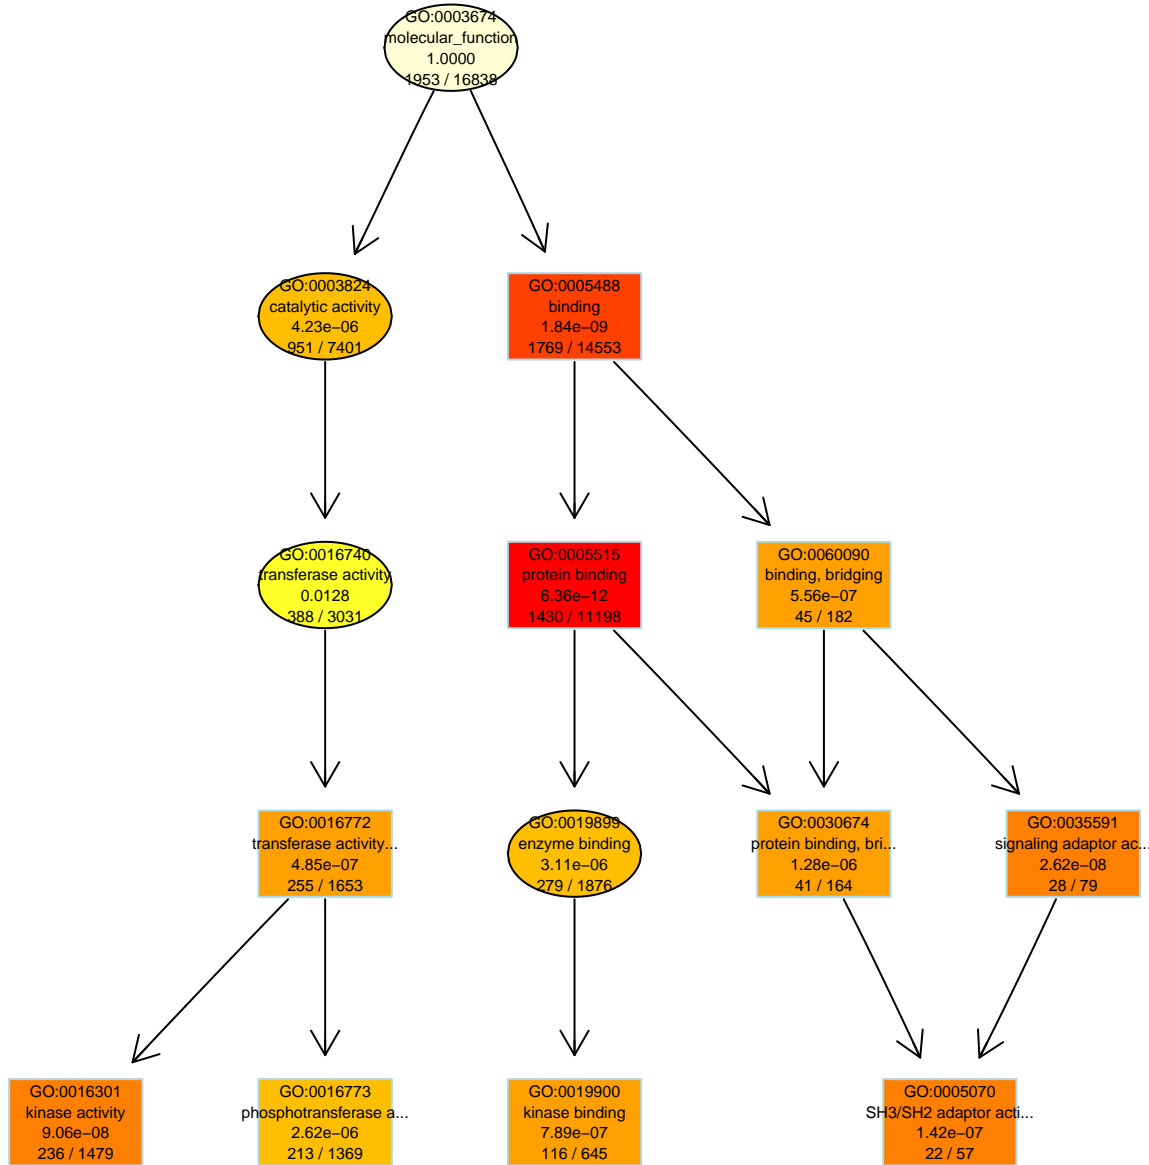 GO:0003674
molecular_function
1.0000
1953 / 16838
GO:0003824
catalytic activity
4.23e−06
951 / 7401
GO:0005488
binding
1.84e−09
1769 / 14553
GO:0016740
transferase activity
0.0128
388 / 3031
GO:0005515
protein binding
6.36e−12
1430 / 11198
GO:0060090
binding, bridging
5.56e−07
45 / 182
GO:0016772
transferase activity...
4.85e−07
255 / 1653
GO:0019899
enzyme binding
3.11e−06
279 / 1876
GO:0030674
protein binding, bri...
1.28e−06
41 / 164
GO:0035591
signaling adaptor ac...
2.62e−08
28 / 79
GO:0016301
kinase activity
9.06e−08
236 / 1479
GO:0016773
phosphotransferase a...
2.62e−06
213 / 1369
GO:0019900
kinase binding
7.89e−07
116 / 645
GO:0005070
SH3/SH2 adaptor acti...
1.42e−07
22 / 57